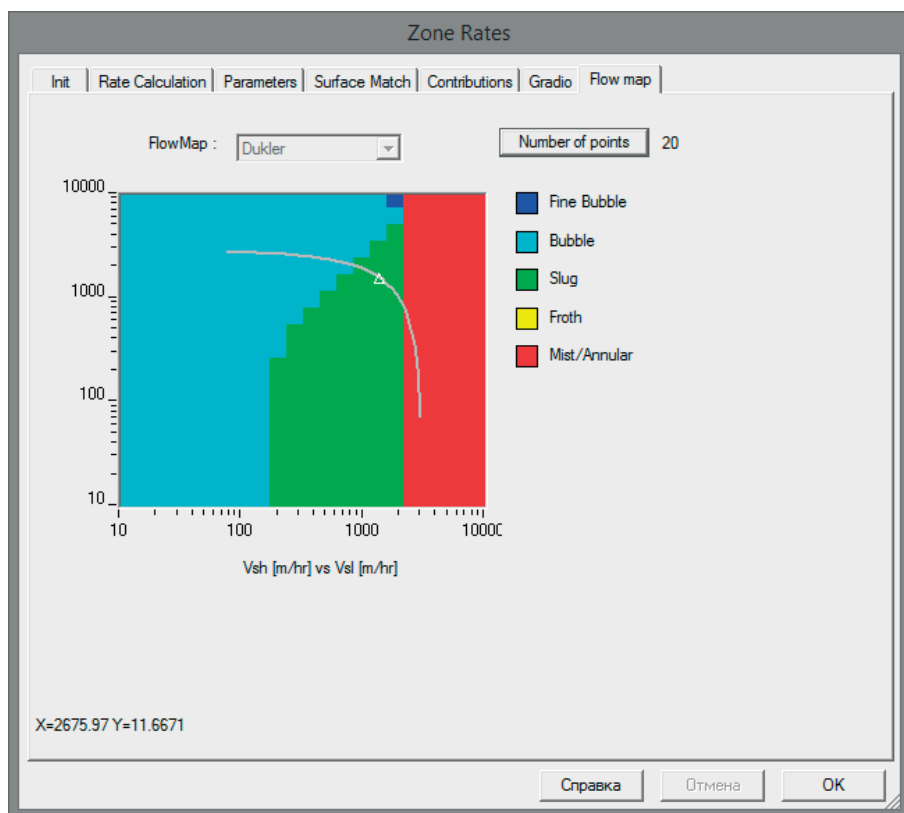 Zone Rates
Init Rate Calculation Parameters Surface Match Contributions Gradio Flow map
FlowMap : Dukler Number of points 20
10000
1000
100
10
10 100 1000 10000
Vsh [m/hr] vs Vsl [m/hr]
Fine Bubble
Bubble
Slug
Froth
Mist/Annular
X=2675.97 Y=11.6671
Справка Отмена OK